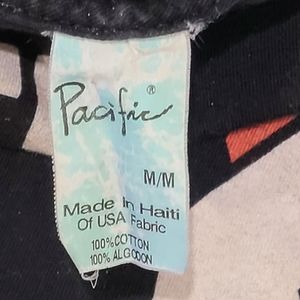 Pacific®
M/M
Made In Haiti
Of USA Fabric
100% COTTON
100% ALGODON